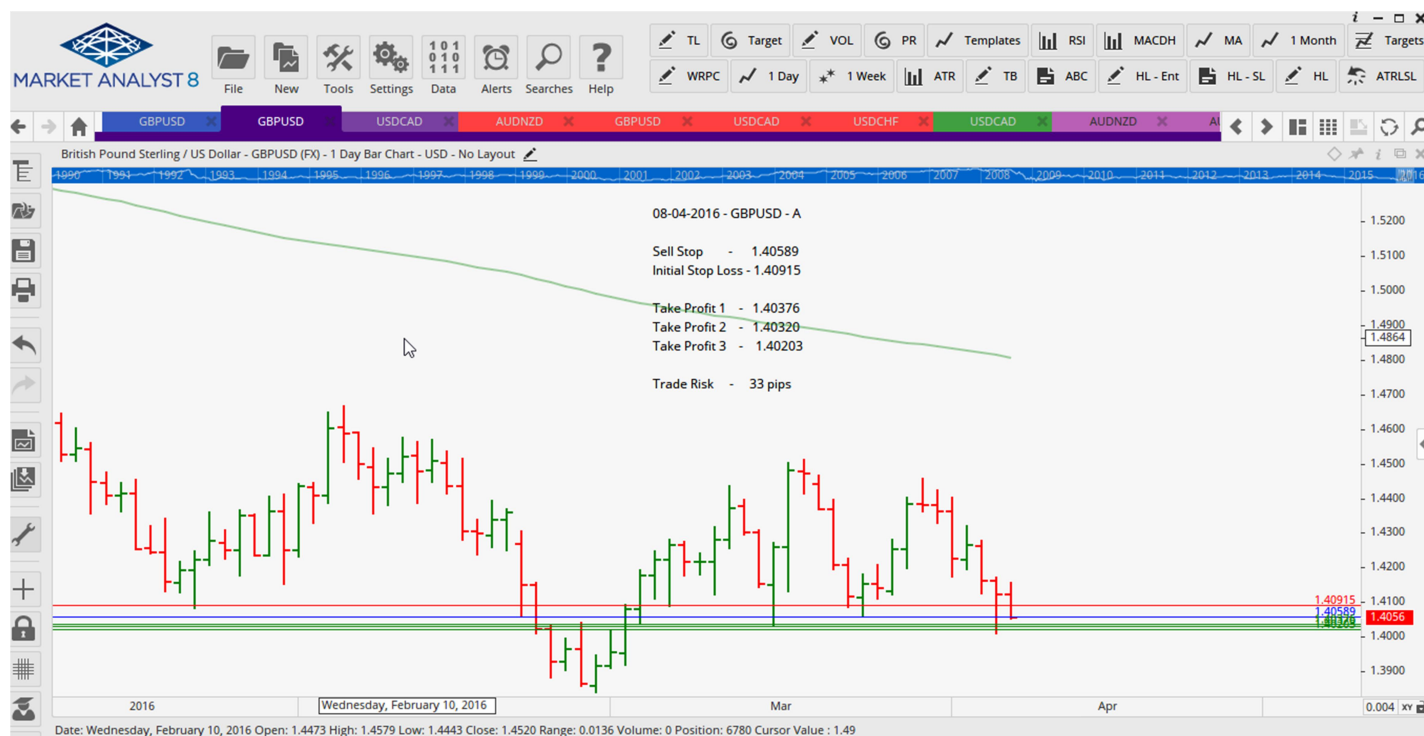 i
MARKET ANALYST 8
File New Tools Settings Data Alerts Searches Help
101 010 111
TL Target VOL PR Templates RSI MACDH MA 1 Month Targets
WRPC 1 Day 1 Week ATR TB ABC HL - Ent HL - SL HL ATRLSL
GBPUSD GBPUSD USDCAD AUDNZD GBPUSD USDCAD USDCHF USDCAD AUDNZD
British Pound Sterling / US Dollar - GBPUSD (FX) - 1 Day Bar Chart - USD - No Layout
1990 1991 1992 1993 1994 1995 1996 1997 1998 1999 2000 2001 2002 2003 2004 2005 2006 2007 2008 2009 2010 2011 2012 2013 2014 2015 2016
08-04-2016 - GBPUSD - A
Sell Stop - 1.40589
Initial Stop Loss - 1.40915
Take Profit 1 - 1.40376
Take Profit 2 - 1.40320
Take Profit 3 - 1.40203
Trade Risk - 33 pips
1.5200
1.5100
1.5000
1.4900
1.4864
1.4800
1.4700
1.4600
1.4500
1.4400
1.4300
1.4200
1.4100
1.40915
1.40589
1.4056
1.4000
1.3900
2016 Wednesday, February 10, 2016 Mar Apr 0.004 XY
Date: Wednesday, February 10, 2016 Open: 1.4473 High: 1.4579 Low: 1.4443 Close: 1.4520 Range: 0.0136 Volume: 0 Position: 6780 Cursor Value : 1.49